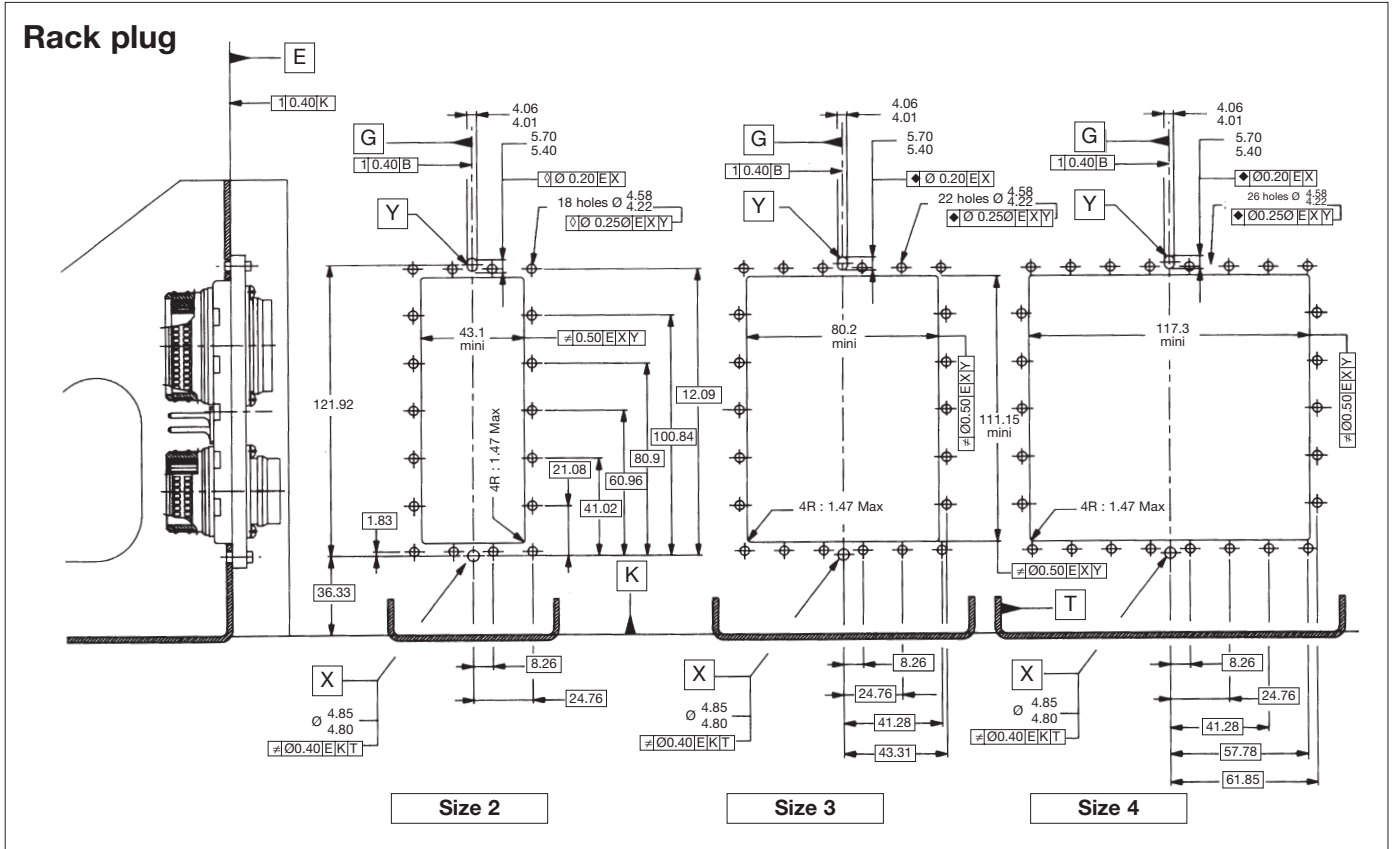 Rack plug
E
1 0.40 K
4.06
4.01
G
5.70
5.40
1 0.40 B
◊ Ø 0.20 E X
Y
18 holes Ø 4.58
4.22
◊ Ø 0.25Ø E X Y
43.1
mini
≠ 0.50 E X Y
121.92
12.09
100.84
80.9
60.96
41.02
21.08
4R : 1.47 Max
1.83
36.33
K
X
Ø 4.85
4.80
≠ Ø0.40 E K T
8.26
24.76
Size 2
4.06
4.01
G
5.70
5.40
1 0.40 B
◆ Ø 0.20 E X
Y
22 holes Ø 4.58
4.22
◆ Ø 0.25Ø E X Y
80.2
mini
≠ Ø0.50 E X Y
111.15
mini
4R : 1.47 Max
≠ Ø0.50 E X Y
X
Ø 4.85
4.80
≠ Ø0.40 E K T
8.26
24.76
41.28
43.31
Size 3
4.06
4.01
G
5.70
5.40
1 0.40 B
◆ Ø0.20 E X
Y
26 holes Ø 4.58
4.22
◆ Ø0.25Ø E X Y
117.3
mini
≠ Ø0.50 E X Y
4R : 1.47 Max
T
X
Ø 4.85
4.80
≠ Ø0.40 E K T
8.26
24.76
41.28
57.78
61.85
Size 4